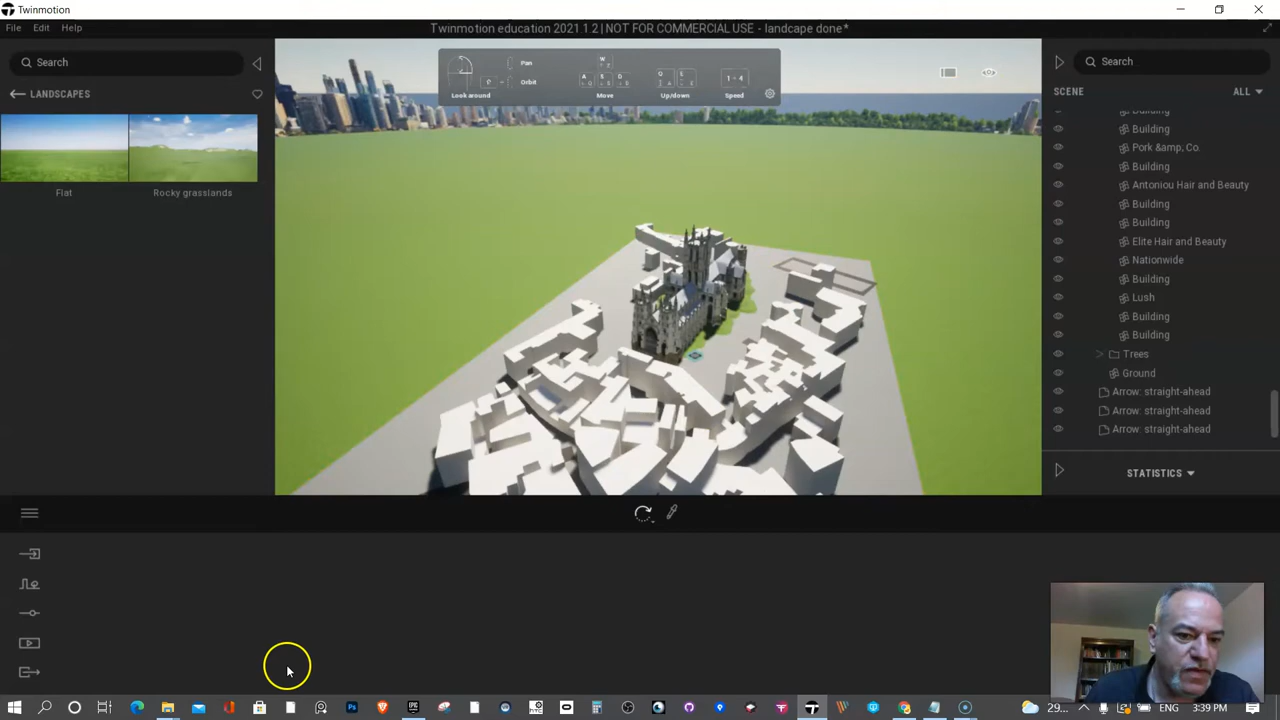 Twinmotion
File Edit Help
Twinmotion education 2021 1.2 | NOT FOR COMMERCIAL USE - landcape done*
Search
LANDSCAPES
Flat
Rocky grasslands
Look around
Pan
Orbit
Move
Up/down
Speed
Search
SCENE
ALL
Building
Building
Pork &amp;amp, Co.
Building
Antoniou Hair and Beauty
Building
Building
Elite Hair and Beauty
Nationwide
Building
Lush
Building
Building
Trees
Ground
Arrow: straight-ahead
Arrow: straight-ahead
Arrow: straight-ahead
STATISTICS
29...
ENG
3:39 PM